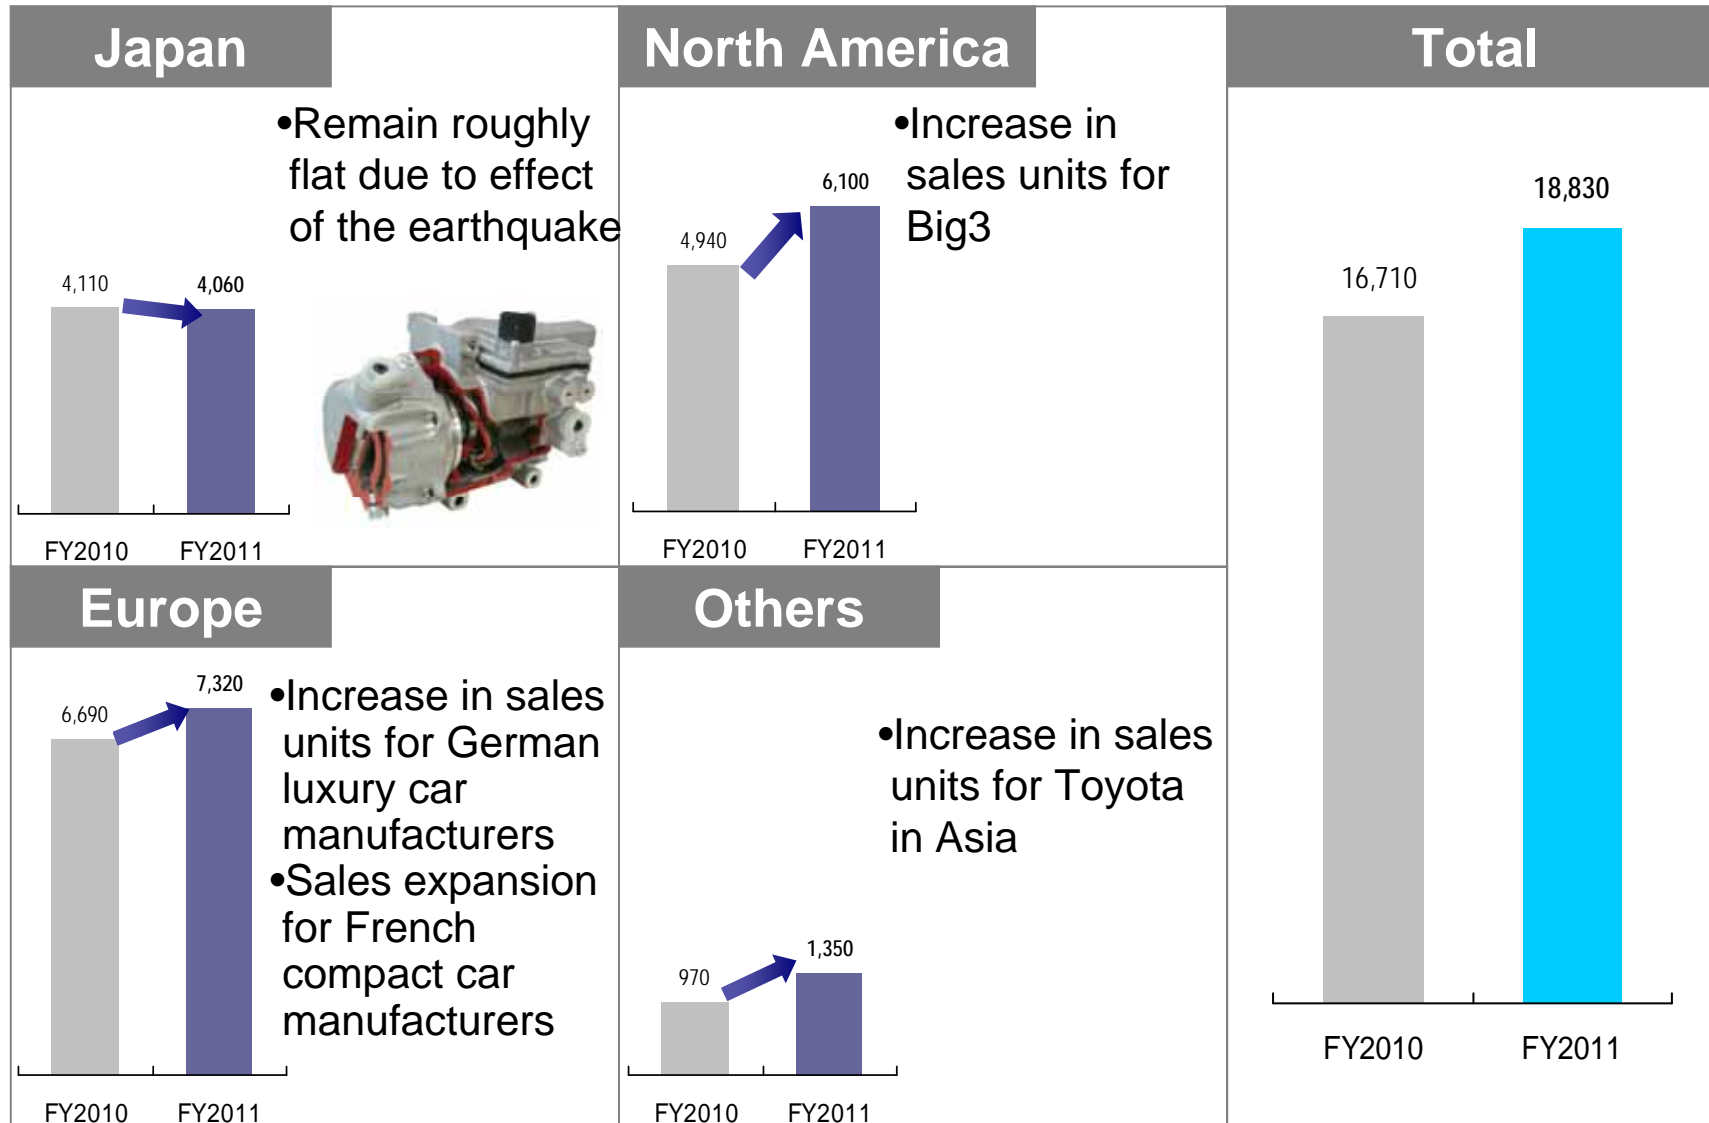 Japan
•Remain roughly
flat due to effect
of the earthquake
4,110
4,060
FY2010
FY2011
North America
•Increase in
sales units for
Big3
4,940
6,100
FY2010
FY2011
Europe
6,690
7,320
•Increase in sales
units for German
luxury car
manufacturers
•Sales expansion
for French
compact car
manufacturers
FY2010
FY2011
Others
•Increase in sales
units for Toyota
in Asia
970
1,350
FY2010
FY2011
Total
16,710
18,830
FY2010
FY2011